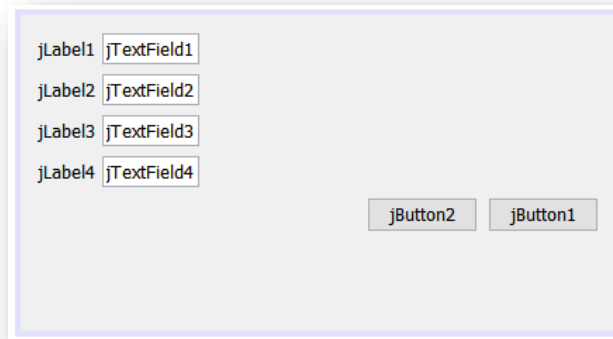 jLabel1 jTextField1
jLabel2 jTextField2
jLabel3 jTextField3
jLabel4 jTextField4
jButton2 jButton1